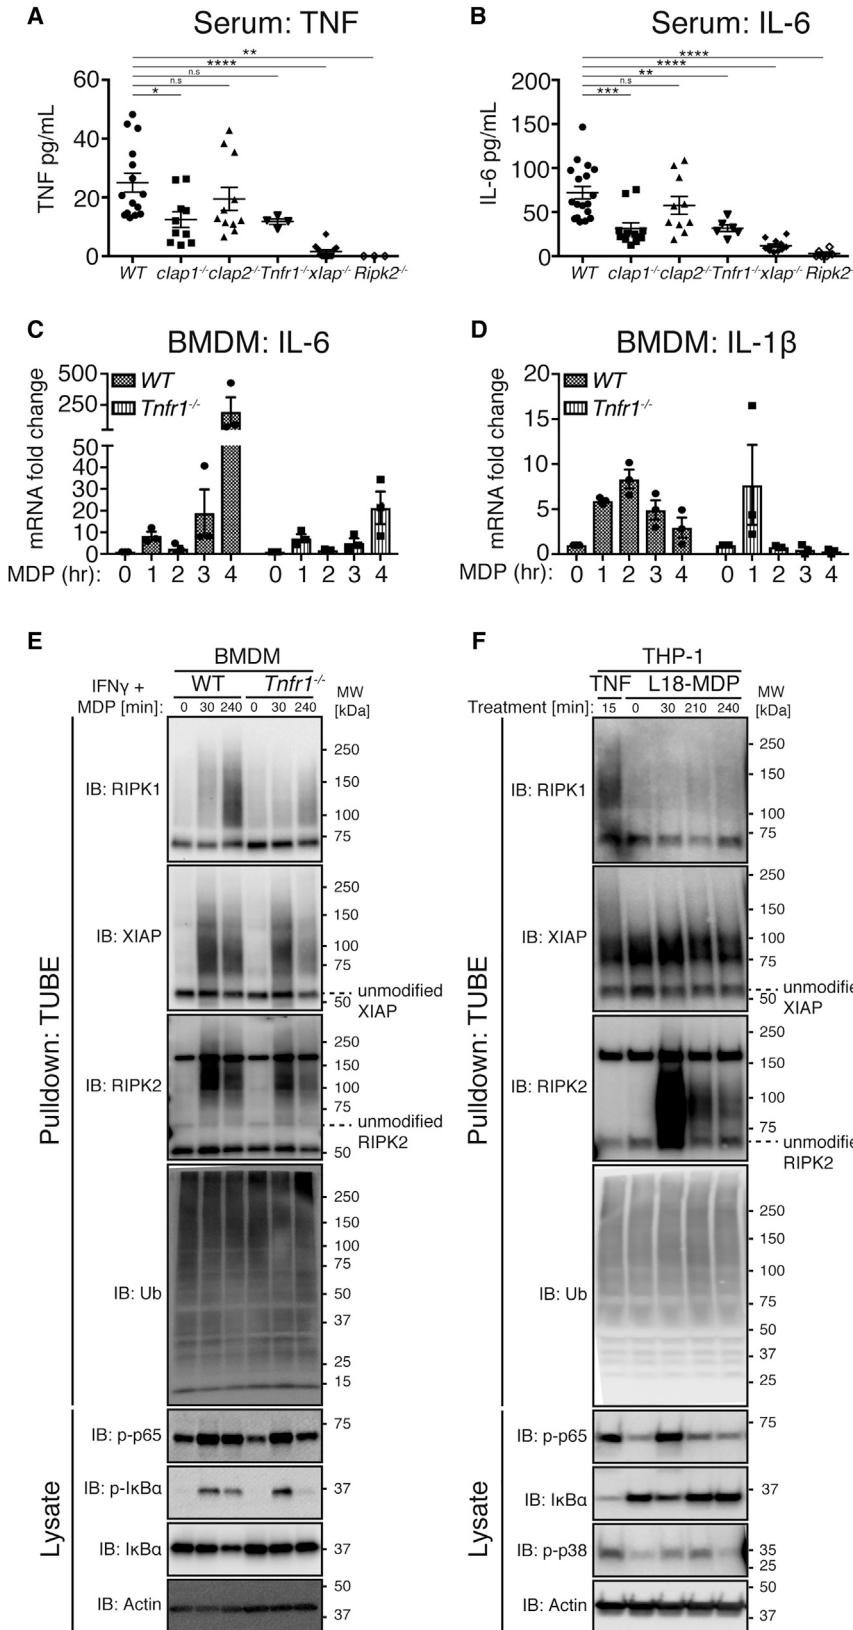 A
Serum: TNF
**
****
n.s
n.s
*
TNF pg/mL
60
40
20
0
WT cIap1-/- cIap2-/- Tnfr1-/- xIap-/- Ripk2-/-
B
Serum: IL-6
****
****
**
n.s
***
IL-6 pg/mL
200
150
100
50
0
WT cIap1-/- cIap2-/- Tnfr1-/- xIap-/- Ripk2-/-
C
BMDM: IL-6
mRNA fold change
500
250
50
40
30
20
10
0
WT
Tnfr1-/-
MDP (hr): 0 1 2 3 4 0 1 2 3 4
D
BMDM: IL-1β
mRNA fold change
20
15
10
5
0
WT
Tnfr1-/-
MDP (hr): 0 1 2 3 4 0 1 2 3 4
E
BMDM
IFNγ + WT Tnfr1-/- MW
MDP [min]: 0 30 240 0 30 240 [kDa]
Pulldown: TUBE
IB: RIPK1
250
150
100
75
IB: XIAP
250
150
100
75
unmodified
50
XIAP
IB: RIPK2
250
150
100
75
unmodified
RIPK2
50
IB: Ub
250
150
100
75
50
37
25
15
Lysate
IB: p-p65
75
IB: p-IκBα
37
IB: IκBα
37
IB: Actin
50
37
F
THP-1
TNF L18-MDP MW
Treatment [min]: 15 0 30 210 240 [kDa]
Pulldown: TUBE
IB: RIPK1
250
150
100
75
IB: XIAP
250
150
100
75
unmodified
50
XIAP
IB: RIPK2
250
150
100
75
unmodified
RIPK2
IB: Ub
250
150
100
75
50
37
25
Lysate
IB: p-p65
75
IB: IκBα
37
IB: p-p38
35
25
IB: Actin
50
37